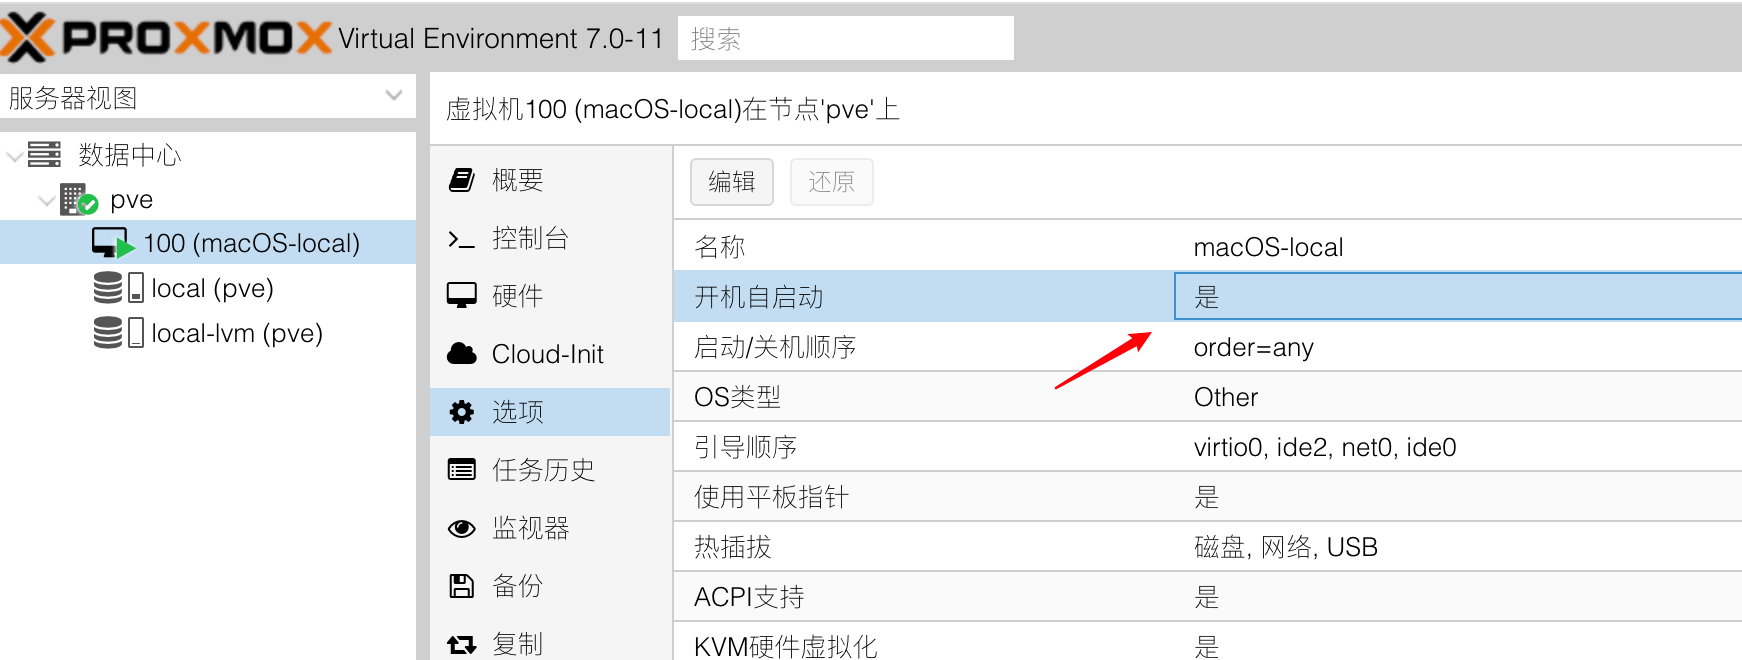 PROXMOX Virtual Environment 7.0-11 搜索
服务器视图
数据中心
pve
100 (macOS-local)
local (pve)
local-lvm (pve)
虚拟机100 (macOS-local)在节点'pve'上
概要
控制台
硬件
Cloud-Init
选项
任务历史
监视器
备份
复制
编辑 还原
名称 macOS-local
开机自启动 是
启动/关机顺序 order=any
OS类型 Other
引导顺序 virtio0, ide2, net0, ide0
使用平板指针 是
热插拔 磁盘, 网络, USB
ACPI支持 是
KVM硬件虚拟化 是